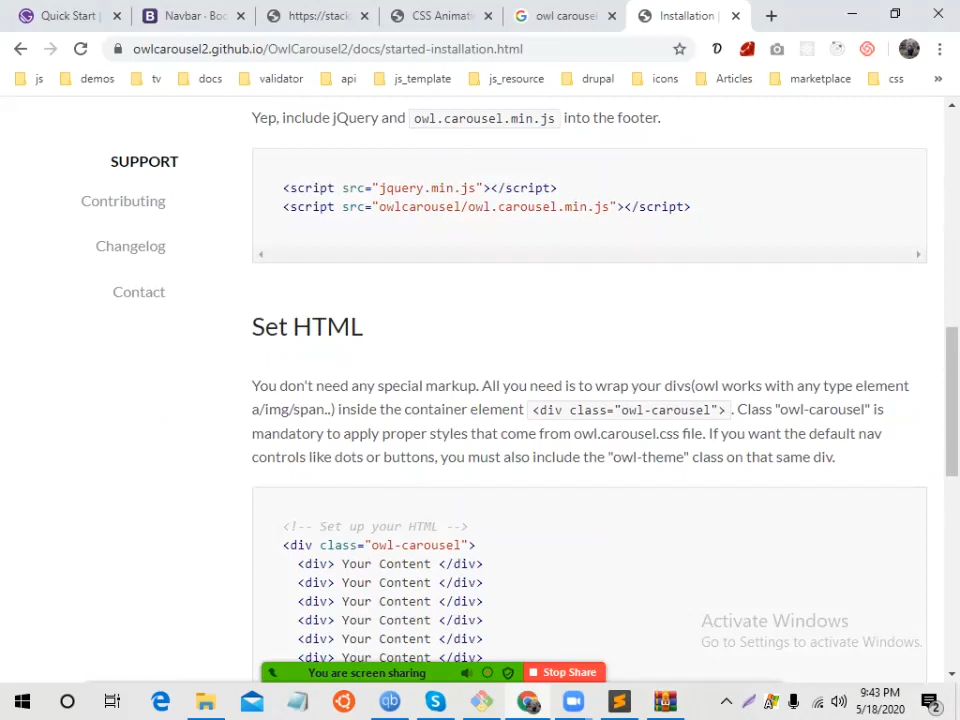 Quick Start
Navbar · Boo
https://stack
CSS Animati
owl carousel
Installation
owlcarousel2.github.io/OwlCarousel2/docs/started-installation.html
js
demos
tv
docs
validator
api
js_template
js_resource
drupal
icons
Articles
marketplace
css
»
Yep, include jQuery and owl.carousel.min.js into the footer.
SUPPORT
Contributing
Changelog
Contact
<script src="jquery.min.js"></script>
<script src="owlcarousel/owl.carousel.min.js"></script>
Set HTML
You don't need any special markup. All you need is to wrap your divs(owl works with any type element
a/img/span..) inside the container element <div class="owl-carousel"> . Class "owl-carousel" is
mandatory to apply proper styles that come from owl.carousel.css file. If you want the default nav
controls like dots or buttons, you must also include the "owl-theme" class on that same div.
<!-- Set up your HTML -->
<div class="owl-carousel">
<div> Your Content </div>
<div> Your Content </div>
<div> Your Content </div>
<div> Your Content </div>
<div> Your Content </div>
<div> Your Content </div>
Activate Windows
Go to Settings to activate Windows.
You are screen sharing
Stop Share
qb
9:43 PM
5/18/2020
2